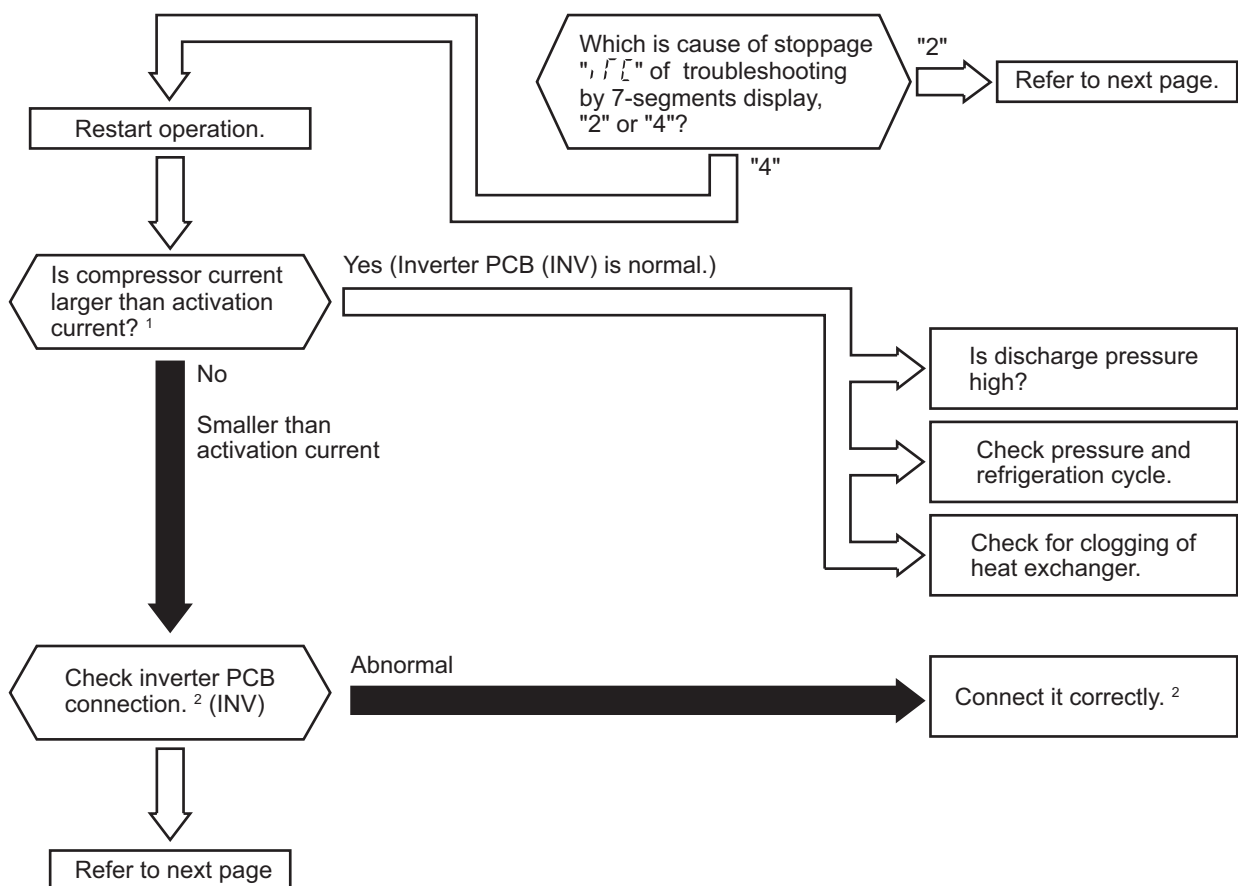 Which is cause of stoppage
"iTC" of troubleshooting
by 7-segments display,
"2" or "4"?
"2"
Refer to next page.
"4"
Restart operation.
Is compressor current
larger than activation
current? 1
Yes (Inverter PCB (INV) is normal.)
Is discharge pressure
high?
Check pressure and
refrigeration cycle.
Check for clogging of
heat exchanger.
No
Smaller than
activation current
Check inverter PCB
connection. 2 (INV)
Abnormal
Connect it correctly. 2
Refer to next page